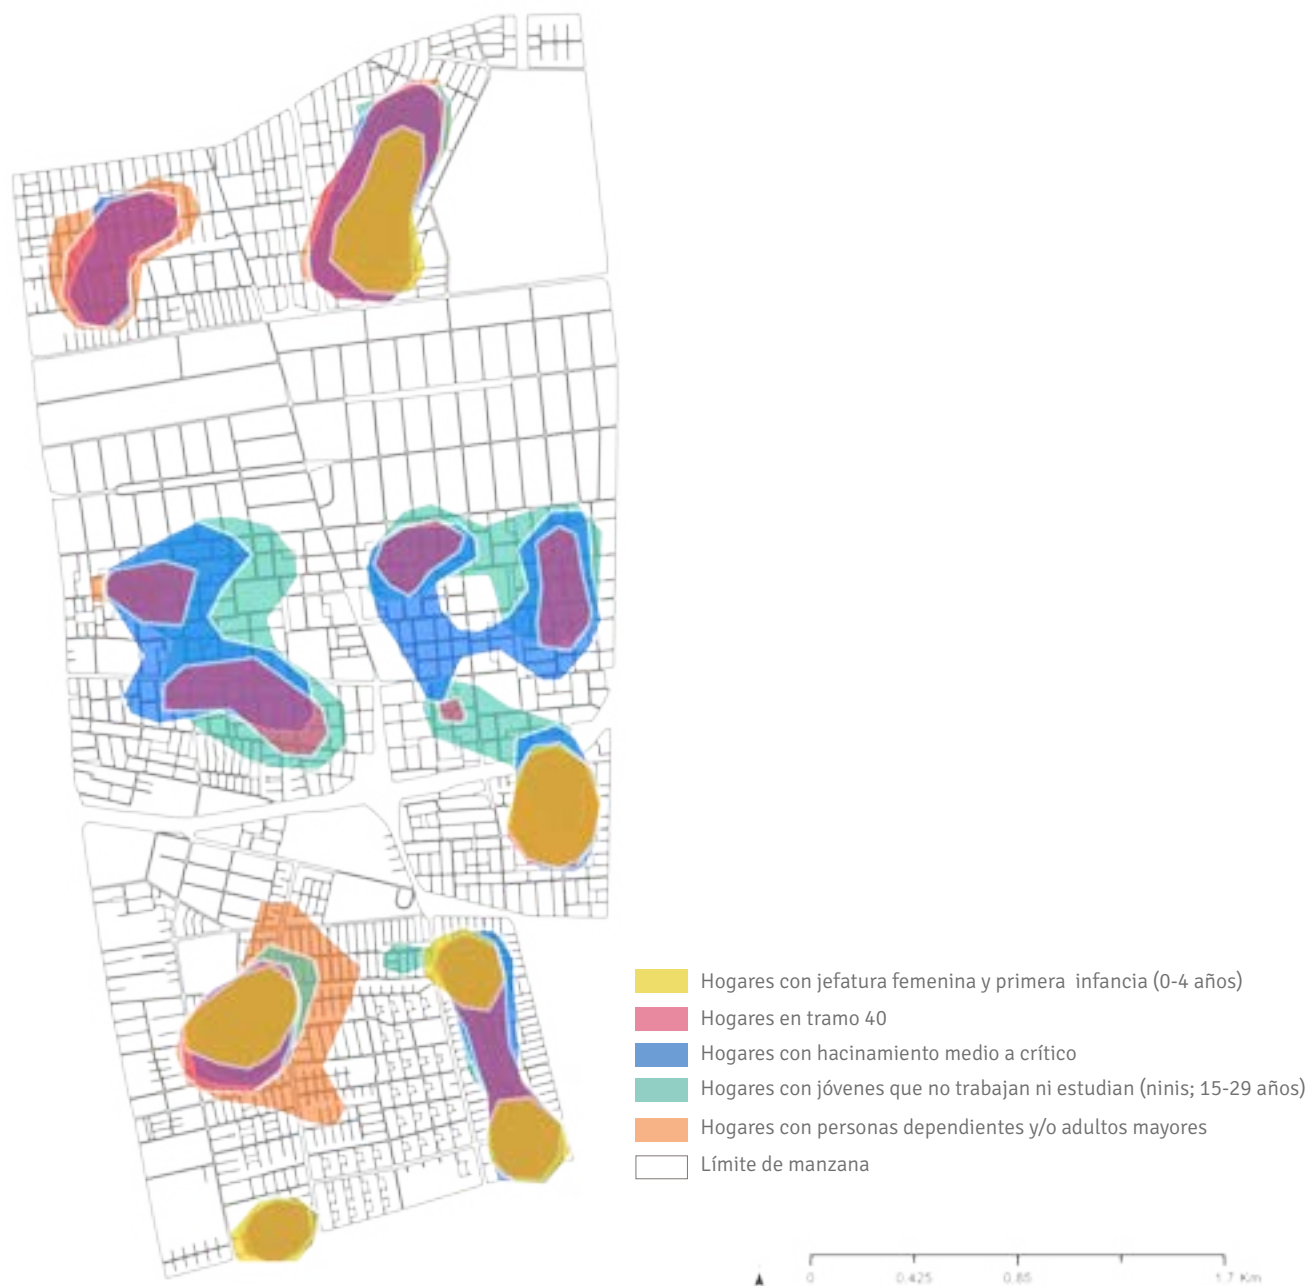 Hogares con jefatura femenina y primera infancia (0-4 años)
Hogares en tramo 40
Hogares con hacinamiento medio a crítico
Hogares con jóvenes que no trabajan ni estudian (ninis; 15-29 años)
Hogares con personas dependientes y/o adultos mayores
Límite de manzana
0 0.425 0.85 1.7 Km